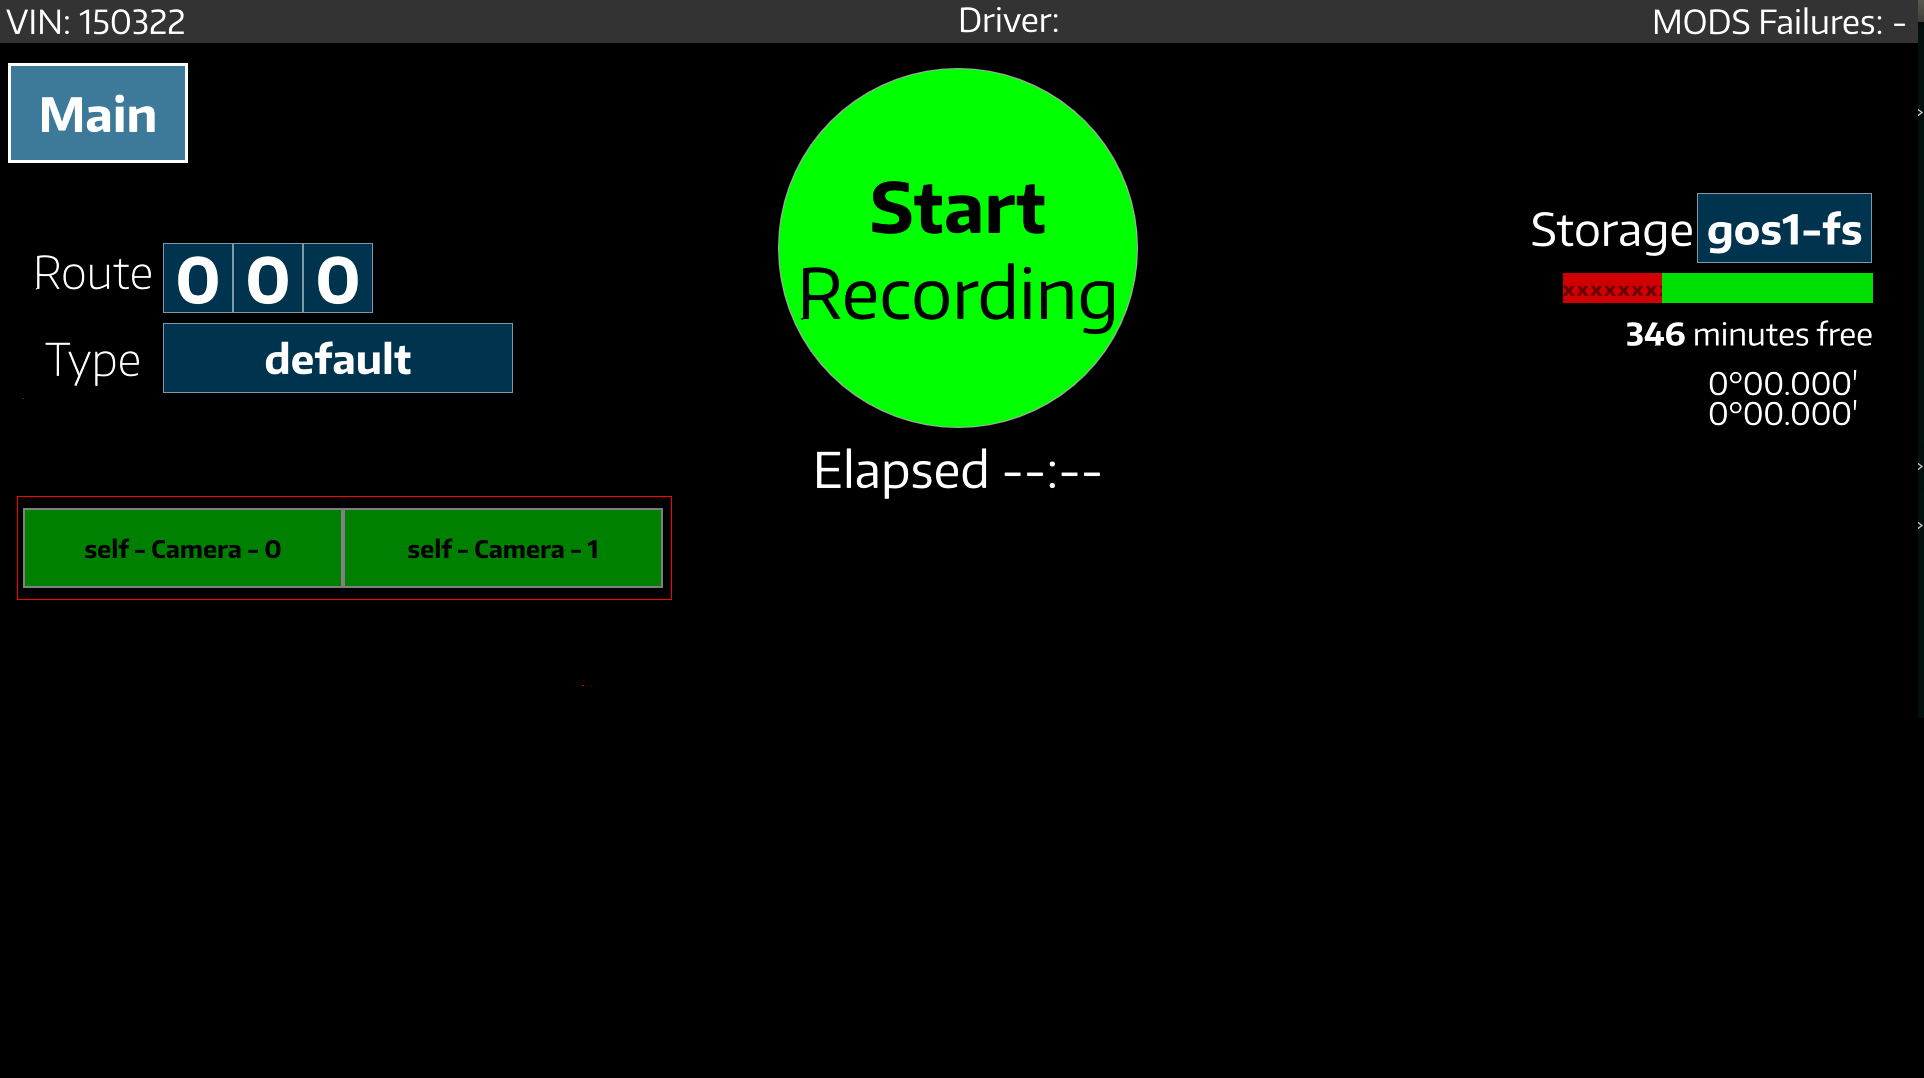 VIN: 150322
Driver:
MODS Failures: -
Main
Start
Recording
Storage gos1-fs
Route 0 0 0
xxxxxxx
346 minutes free
Type default
0°00.000'
0°00.000'
Elapsed --:--
self - Camera - 0
self - Camera - 1